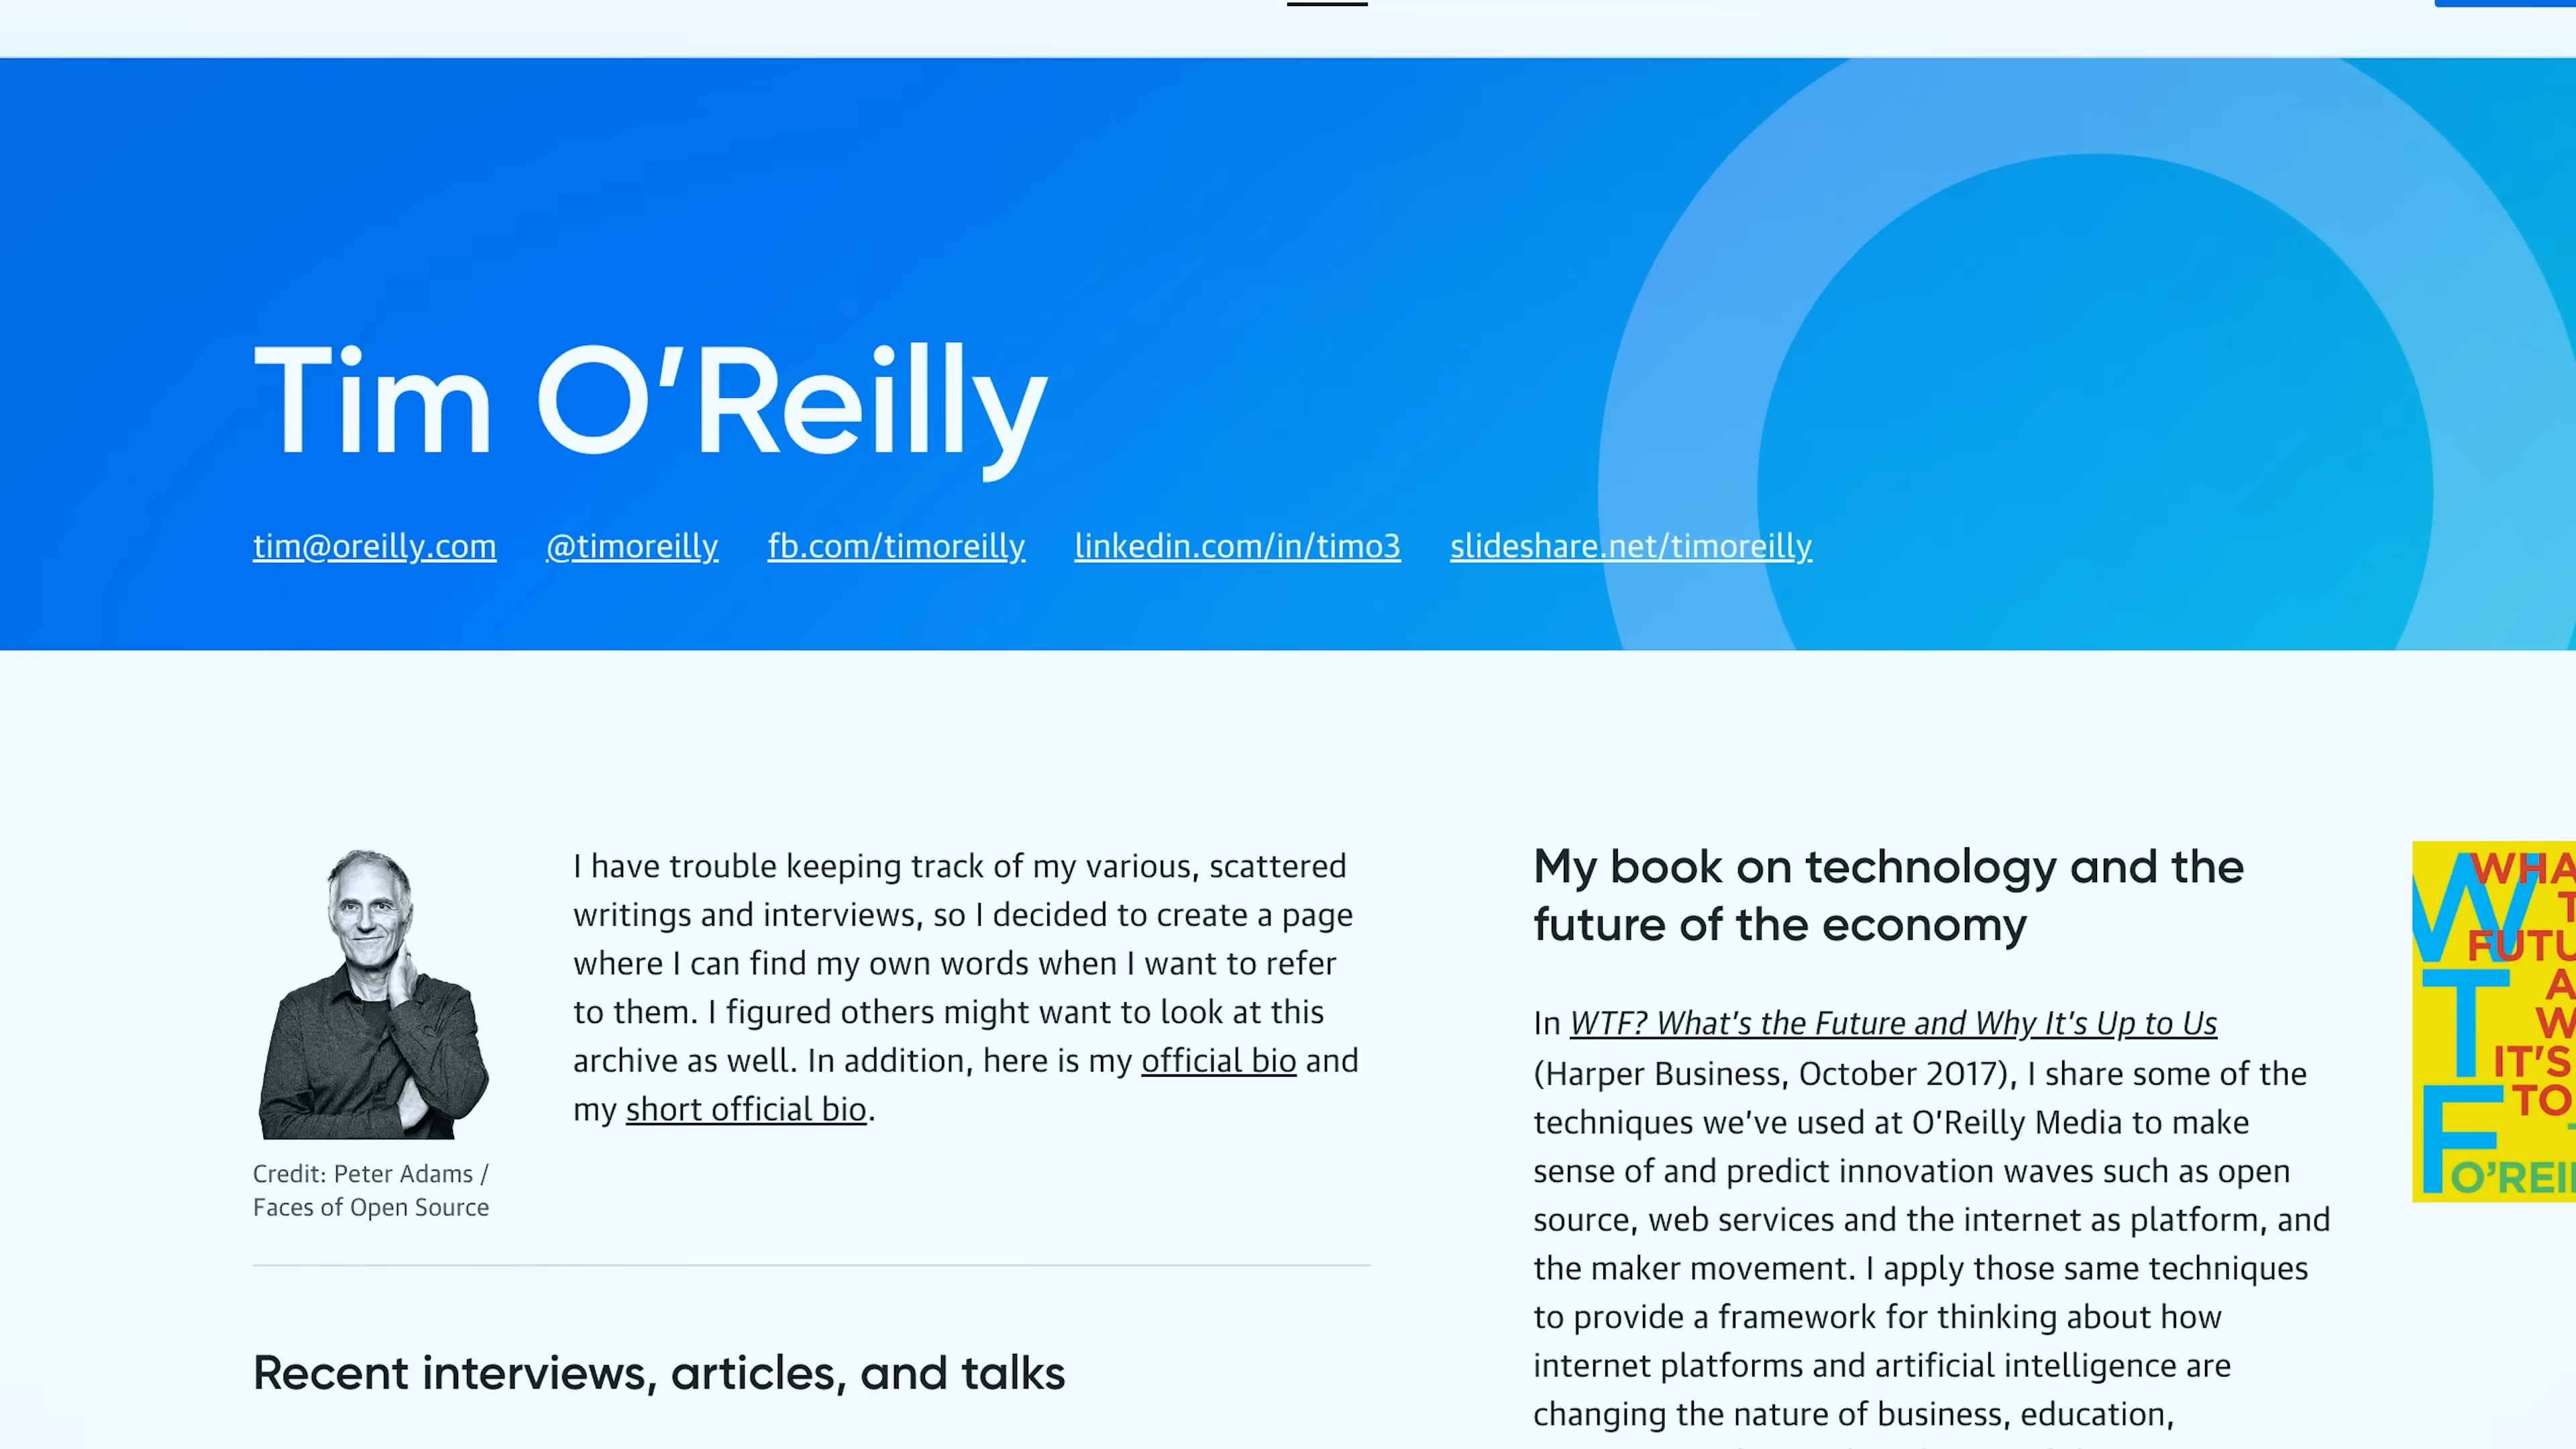 Tim O’Reilly
tim@oreilly.com @timoreilly fb.com/timoreilly linkedin.com/in/timo3 slideshare.net/timoreilly
I have trouble keeping track of my various, scattered
writings and interviews, so I decided to create a page
where I can find my own words when I want to refer
to them. I figured others might want to look at this
archive as well. In addition, here is my official bio and
my short official bio.
Credit: Peter Adams /
Faces of Open Source
Recent interviews, articles, and talks
My book on technology and the
future of the economy
In WTF? What’s the Future and Why It’s Up to Us
(Harper Business, October 2017), I share some of the
techniques we’ve used at O’Reilly Media to make
sense of and predict innovation waves such as open
source, web services and the internet as platform, and
the maker movement. I apply those same techniques
to provide a framework for thinking about how
internet platforms and artificial intelligence are
changing the nature of business, education,
W
T
F
IT’S
TO